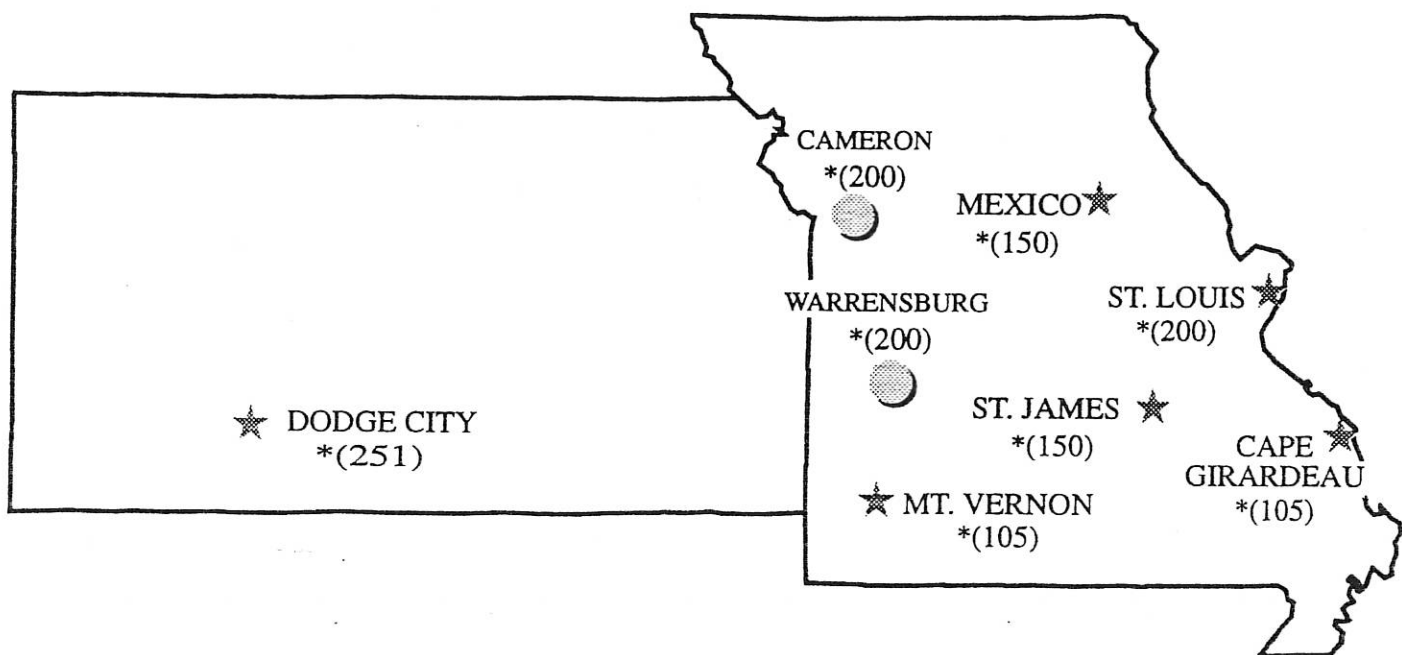 CAMERON
*(200)
MEXICO
*(150)
WARRENSBURG
*(200)
ST. LOUIS
*(200)
DODGE CITY
*(251)
ST. JAMES
*(150)
CAPE
GIRARDEAU
*(105)
MT. VERNON
*(105)